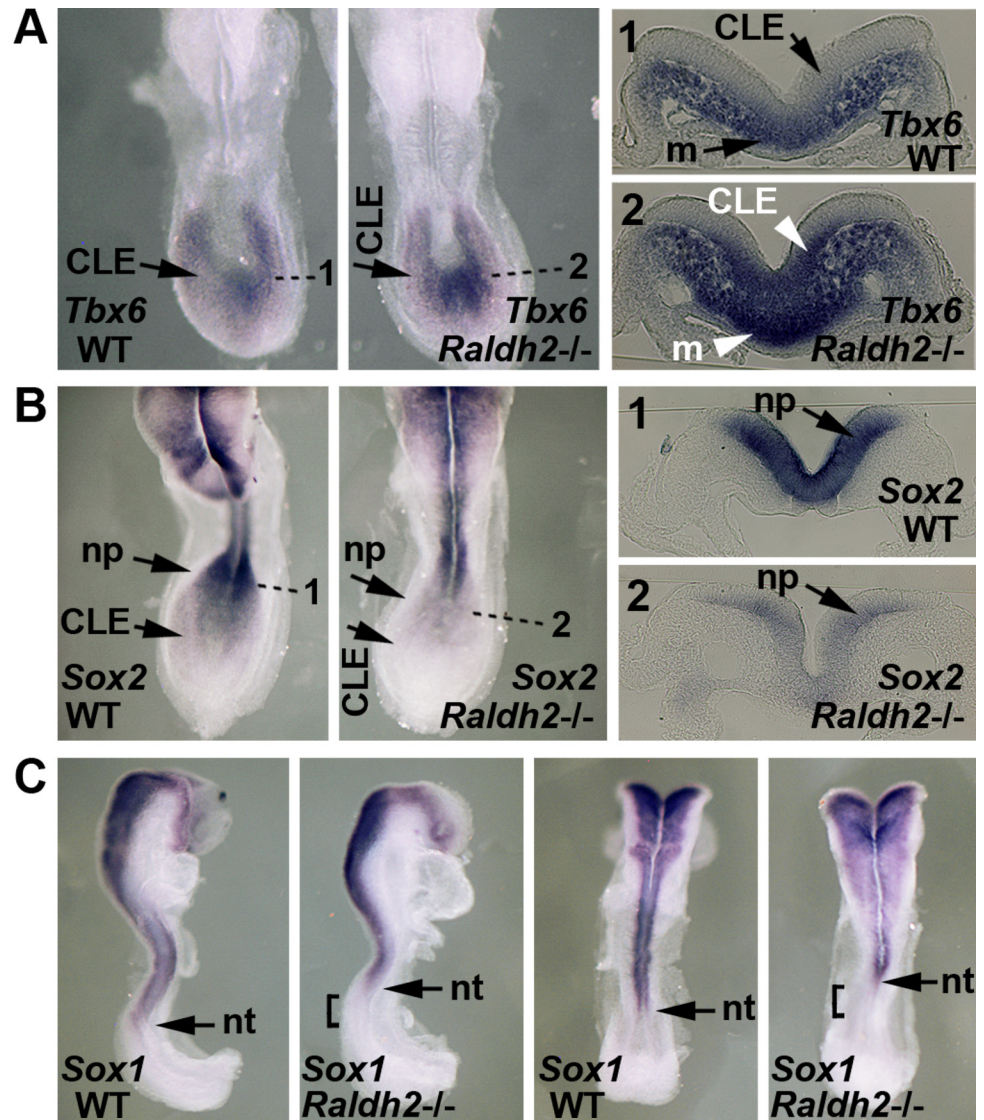 A
CLE
Tbx6
WT
1
CLE
2
Tbx6
Raldh2-/-
1
CLE
m
Tbx6
WT
2
CLE
m
Tbx6
Raldh2-/-
B
np
1
CLE
Sox2
WT
np
2
CLE
Sox2
Raldh2-/-
1
np
Sox2
WT
2
np
Sox2
Raldh2-/-
C
nt
Sox1
WT
nt
Sox1
Raldh2-/-
nt
Sox1
WT
nt
Sox1
Raldh2-/-